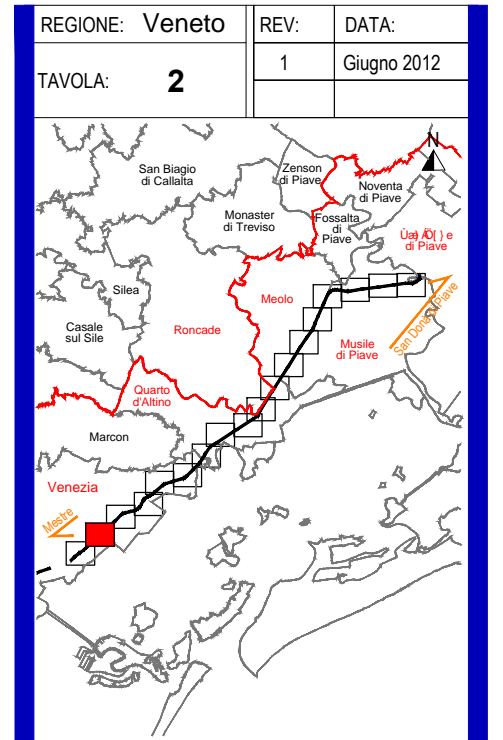 REGIONE: Veneto
REV:
DATA:
TAVOLA: 2
1
Giugno 2012
N
San Biagio
di Callalta
Zenson
di Piave
Noventa
di Piave
Monaster
di Treviso
Fossalta
di
Piave
di Piave
Silea
Meolo
Casale
sul Sile
Roncade
Musile
di Piave
San Donà di Piave
Quarto
d'Altino
Marcon
Venezia
Mestre